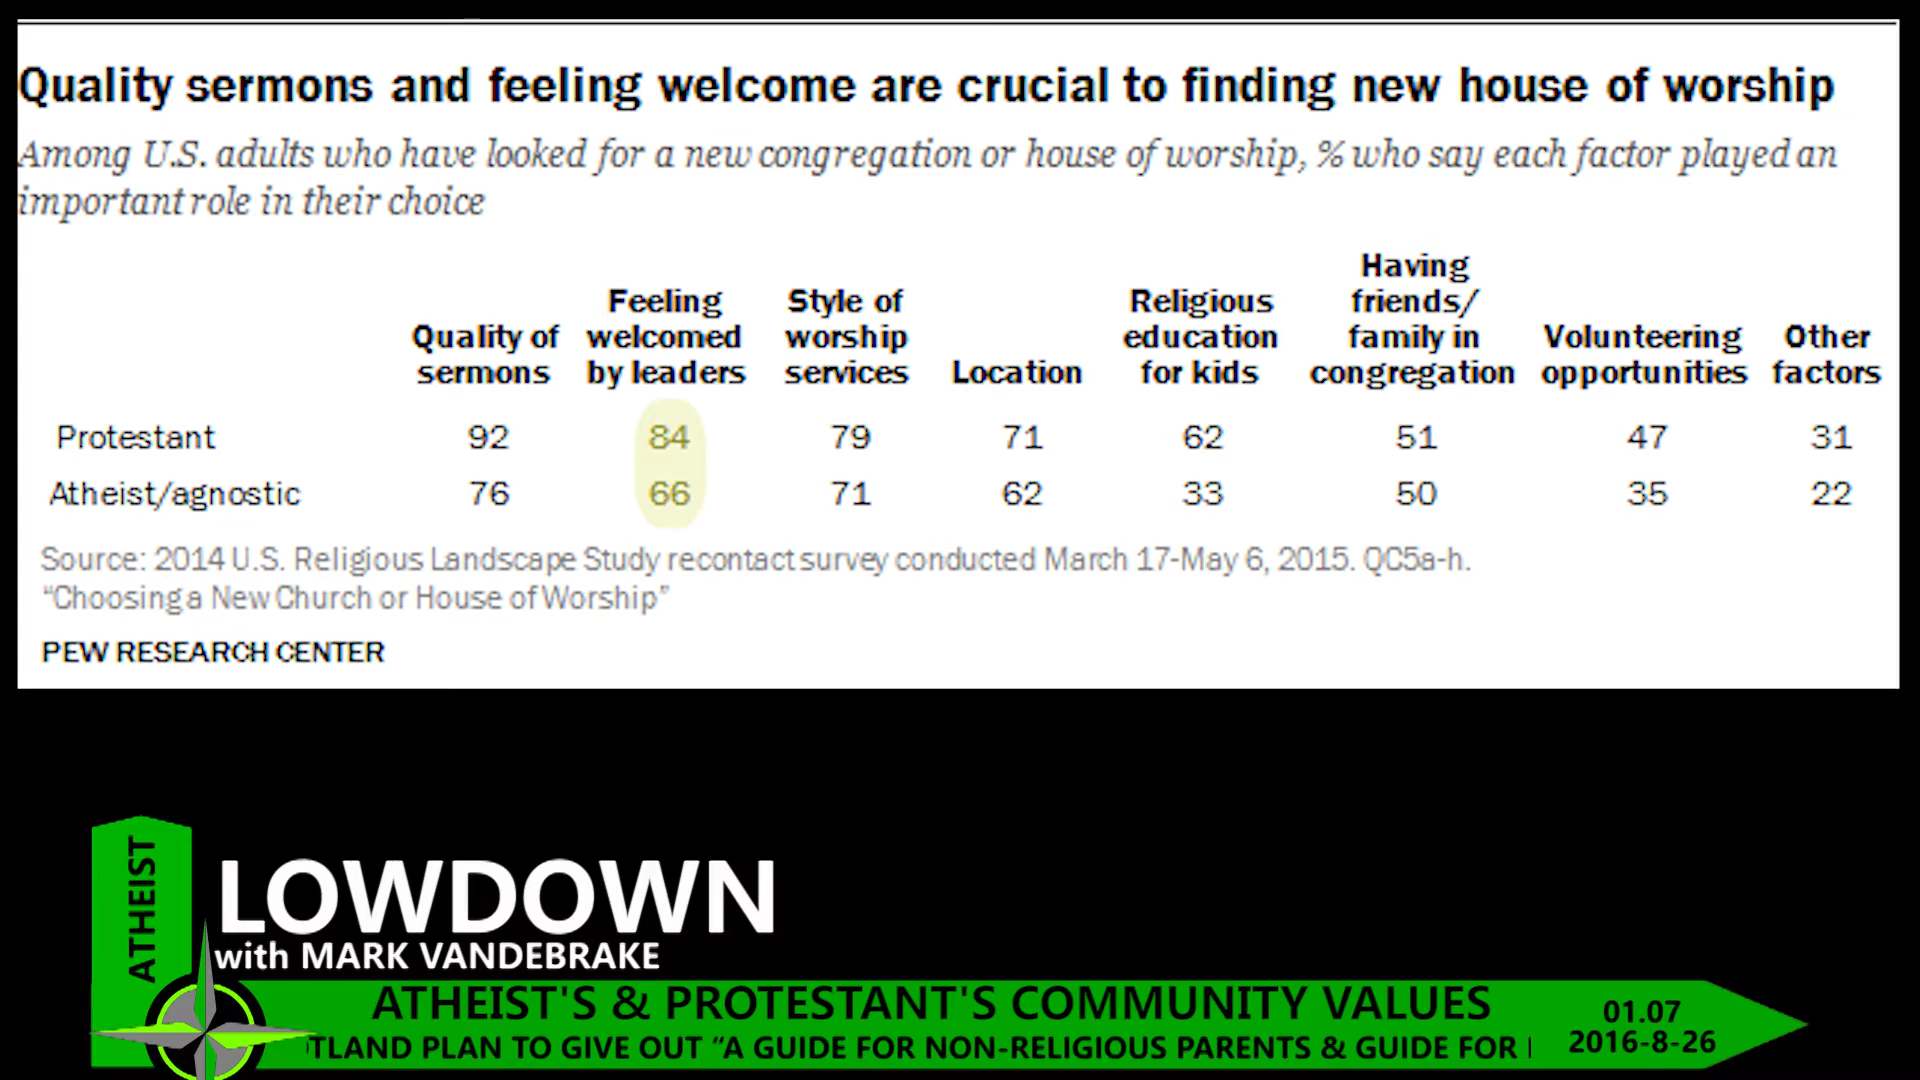 Quality sermons and feeling welcome are crucial to finding new house of worship
Among U.S. adults who have looked for a new congregation or house of worship, % who say each factor played an
important role in their choice
Quality of sermons
Feeling welcomed by leaders
Style of worship services
Location
Religious education for kids
Having friends/ family in congregation
Volunteering opportunities
Other factors
Protestant 92 84 79 71 62 51 47 31
Atheist/agnostic 76 66 71 62 33 50 35 22
Source: 2014 U.S. Religious Landscape Study recontact survey conducted March 17-May 6, 2015. QC5a-h.
“Choosing a New Church or House of Worship”
PEW RESEARCH CENTER
ATHEIST
LOWDOWN
with MARK VANDEBRAKE
ATHEIST'S & PROTESTANT'S COMMUNITY VALUES
TLAND PLAN TO GIVE OUT “A GUIDE FOR NON-RELIGIOUS PARENTS & GUIDE FOR
01.07
2016-8-26